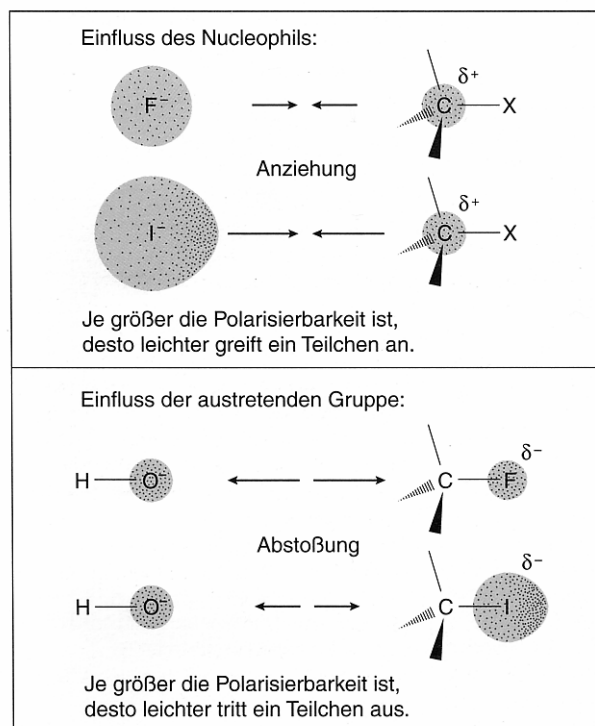 Einfluss des Nucleophils:
F⁻ C δ+ X
Anziehung
I⁻ C δ+ X
Je größer die Polarisierbarkeit ist,
desto leichter greift ein Teilchen an.
Einfluss der austretenden Gruppe:
H O⁻ C F δ−
Abstoßung
H O⁻ C I δ−
Je größer die Polarisierbarkeit ist,
desto leichter tritt ein Teilchen aus.